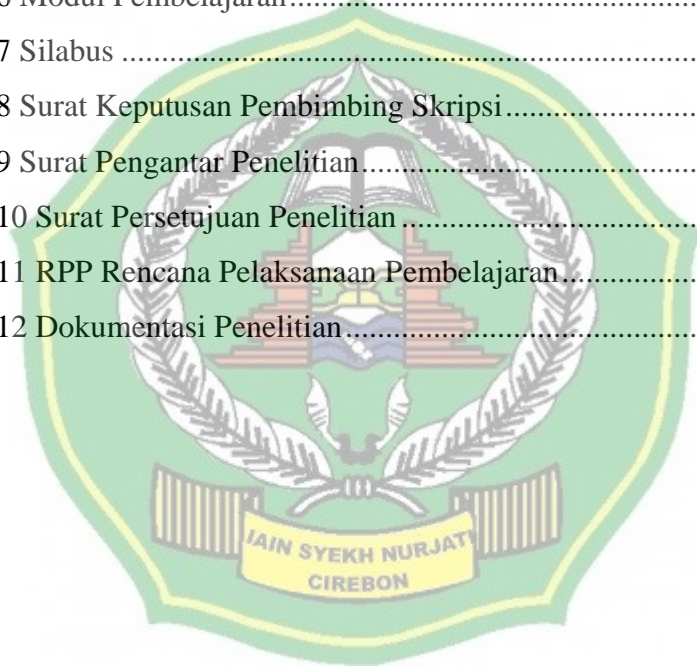 6 Modul Pembelajaran
7 Silabus ........................................................................
8 Surat Keputusan Pembimbing Skripsi........................
9 Surat Pengantar Penelitian..........................................
10 Surat Persetujuan Penelitian .....................................
11 RPP Rencana Pelaksanaan Pembelajaran.................
12 Dokumentasi Penelitian............................................
IAIN SYEKH NURJATI
CIREBON